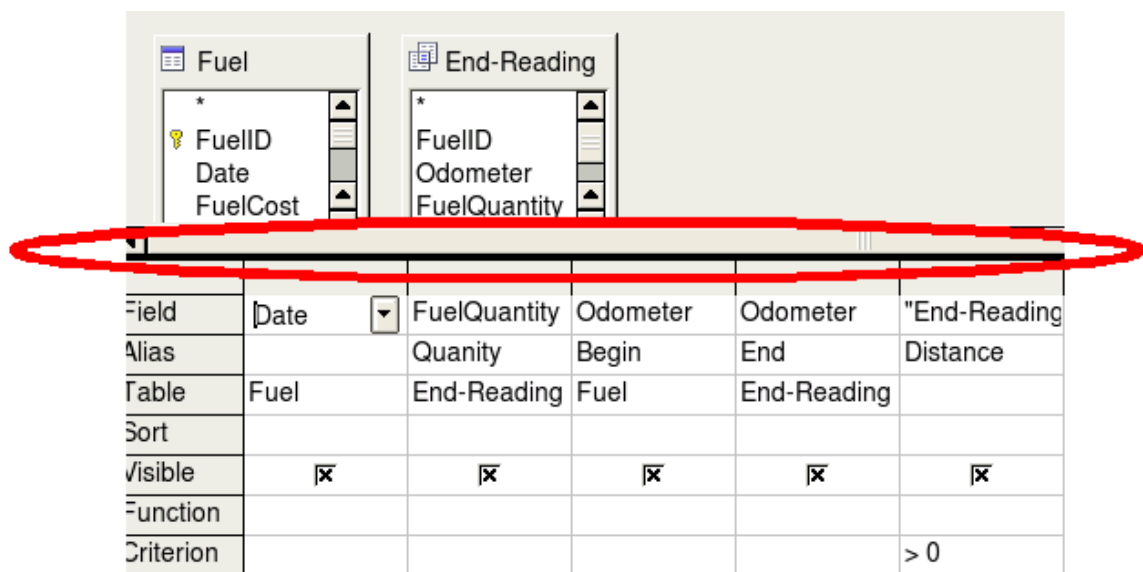 Fuel End-Reading
* *
FuelID FuelID
Date Odometer
FuelCost FuelQuantity
Field Date FuelQuantity Odometer Odometer "End-Reading
Alias Quanity Begin End Distance
Table Fuel End-Reading Fuel End-Reading
Sort
Visible
Function
Criterion > 0